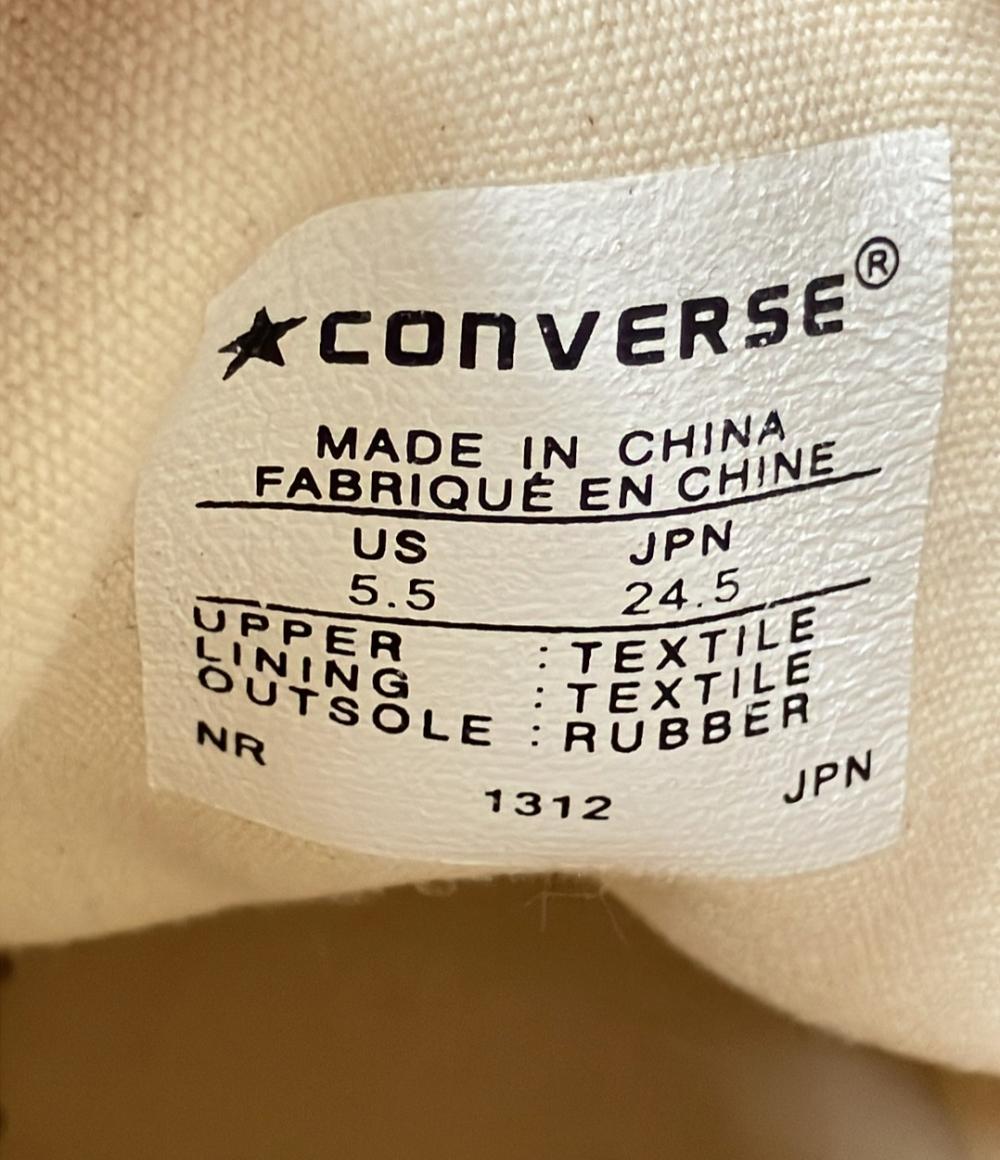 ★CONVERSE®
MADE IN CHINA
FABRIQUÉ EN CHINE
US JPN
5.5 24.5
UPPER : TEXTILE
LINING : TEXTILE
OUTSOLE : RUBBER
NR
1312 JPN